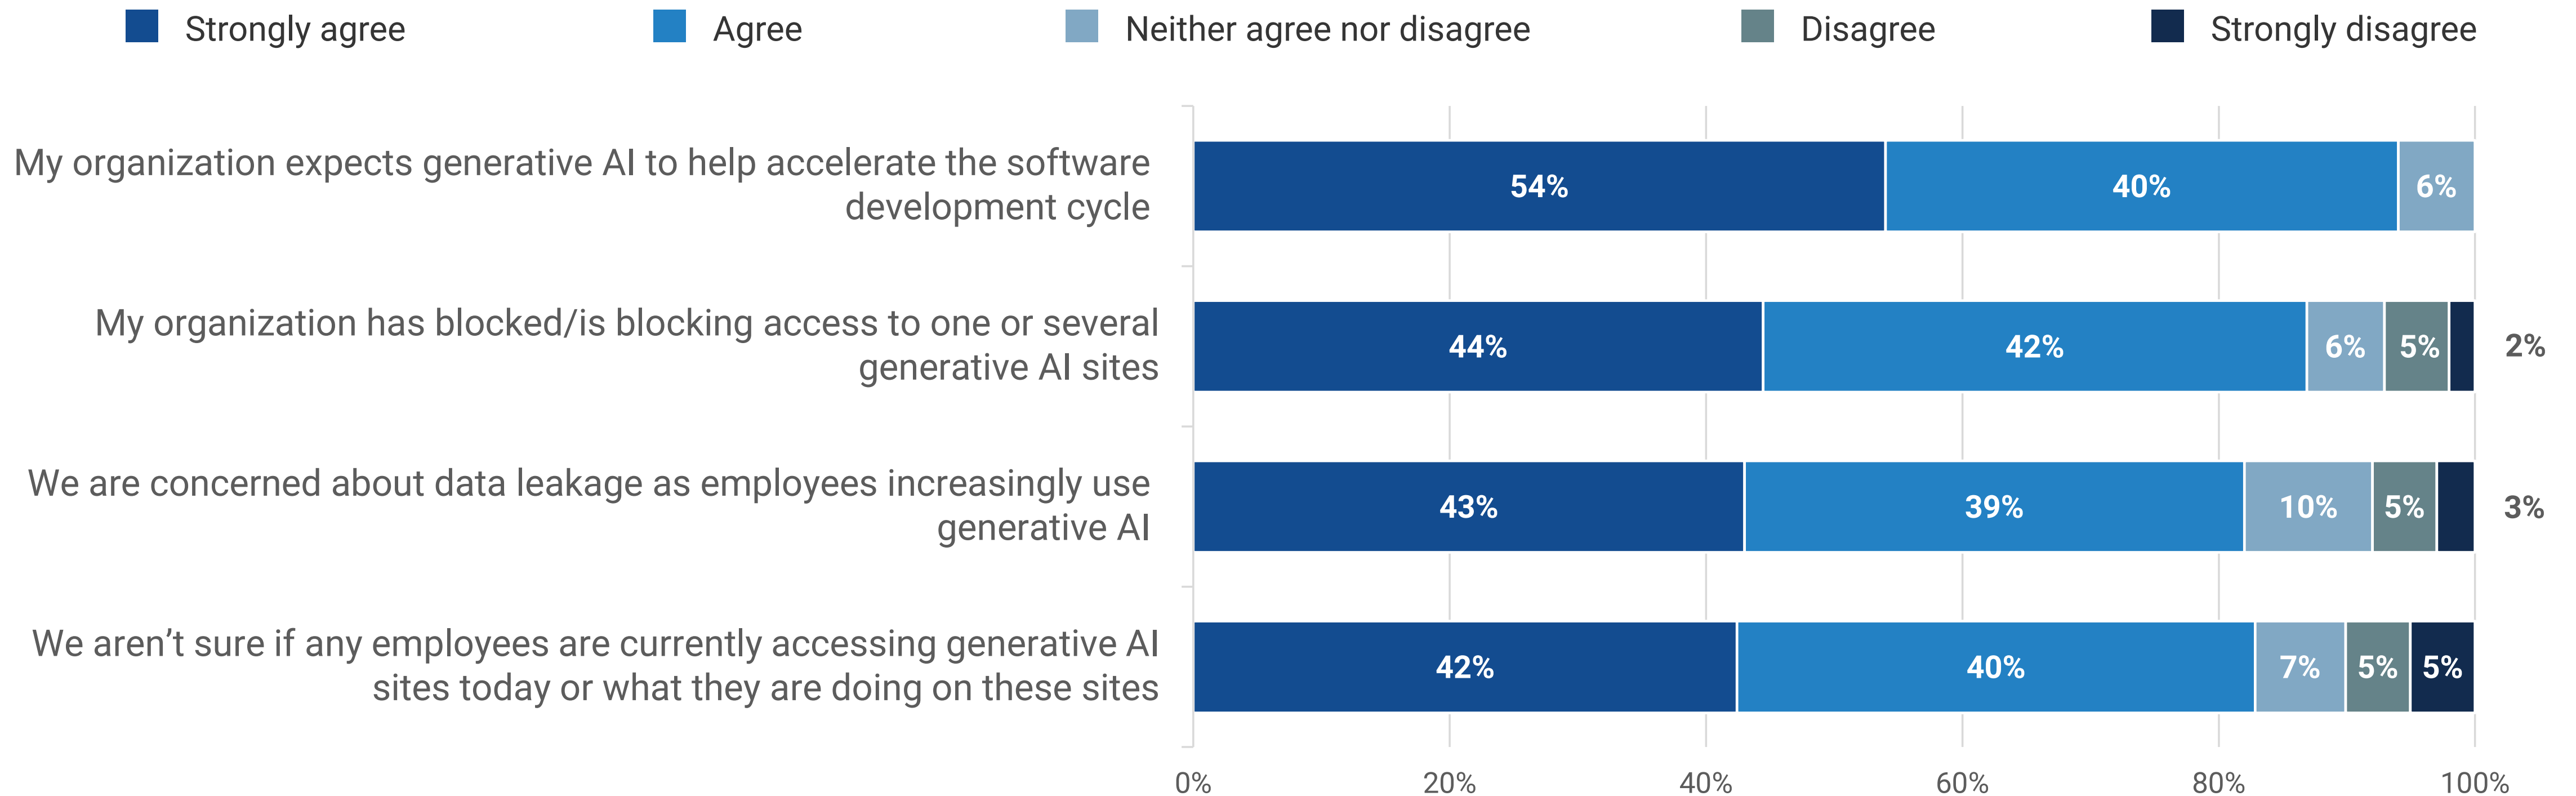 Strongly agree
Agree
Neither agree nor disagree
Disagree
Strongly disagree
My organization expects generative AI to help accelerate the software
development cycle
54%
40%
6%
My organization has blocked/is blocking access to one or several
generative AI sites
44%
42%
6%
5%
2%
We are concerned about data leakage as employees increasingly use
generative AI
43%
39%
10%
5%
3%
We aren’t sure if any employees are currently accessing generative AI
sites today or what they are doing on these sites
42%
40%
7%
5%
5%
0%
20%
40%
60%
80%
100%